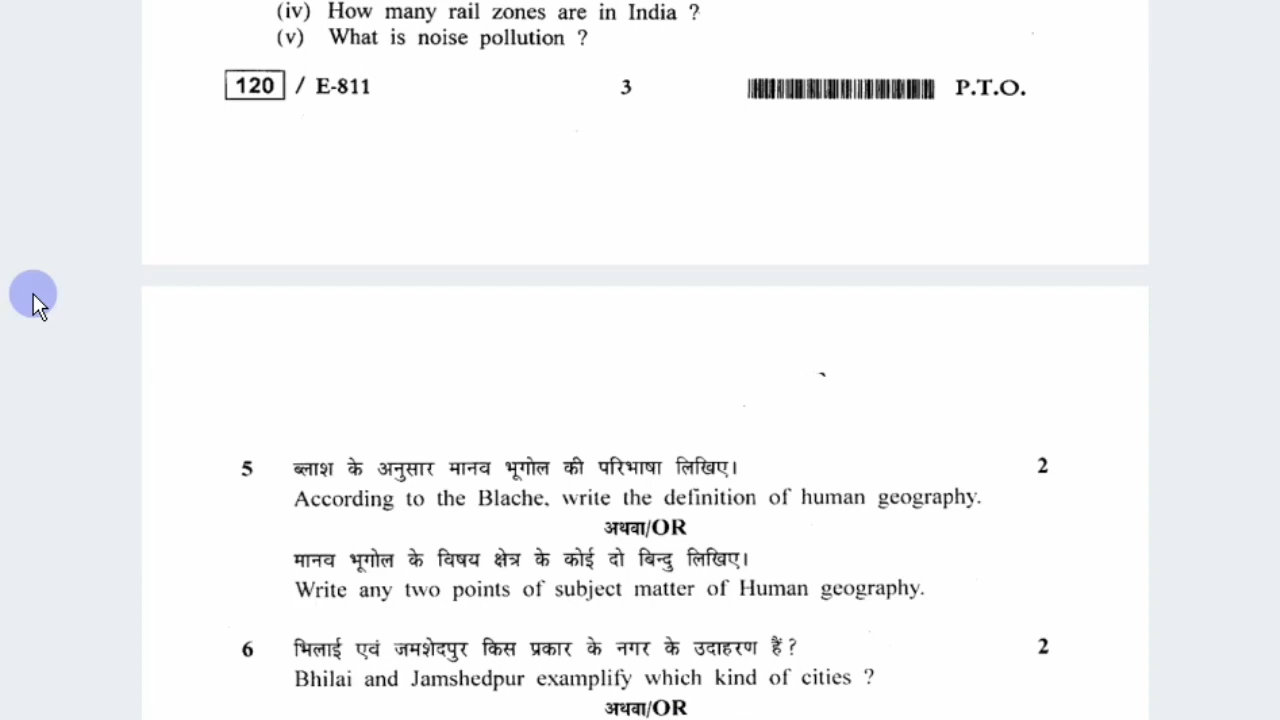 (iv) How many rail zones are in India ?
(v) What is noise pollution ?
120 / E-811 3 P.T.O.
5 ब्लाश के अनुसार मानव भूगोल की परिभाषा लिखिए। 2
According to the Blache, write the definition of human geography.
अथवा/OR
मानव भूगोल के विषय क्षेत्र के कोई दो बिन्दु लिखिए।
Write any two points of subject matter of Human geography.
6 भिलाई एवं जमशेदपुर किस प्रकार के नगर के उदाहरण हैं? 2
Bhilai and Jamshedpur examplify which kind of cities ?
अथवा/OR